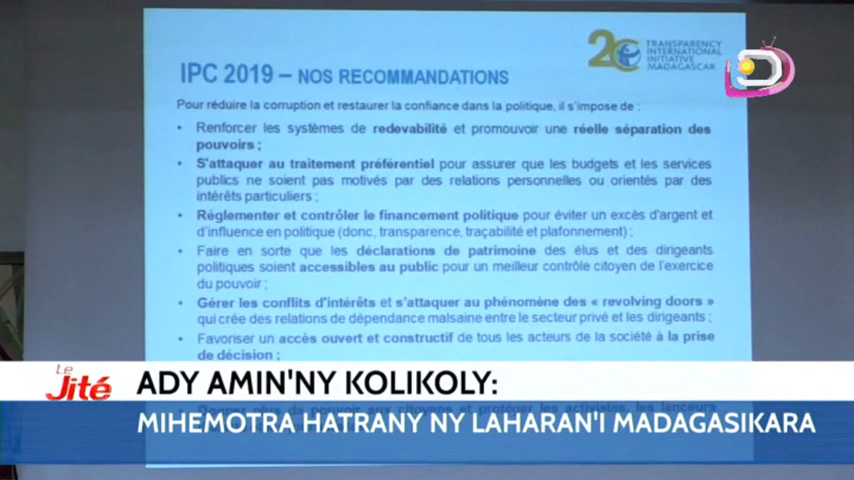 20
TRANSPARENCY
INTERNATIONAL
INITIATIVE
MADAGASCAR
D
IPC 2019 – NOS RECOMMANDATIONS
Pour réduire la corruption et restaurer la confiance dans la politique, il s'impose de :
• Renforcer les systèmes de redevabilité et promouvoir une réelle séparation des
pouvoirs ;
• S'attaquer au traitement préférentiel pour assurer que les budgets et les services
publics ne soient pas motivés par des relations personnelles ou orientés par des
intérêts particuliers ;
• Réglementer et contrôler le financement politique pour éviter un excès d'argent et
d'influence en politique (donc, transparence, traçabilité et plafonnement) ;
• Faire en sorte que les déclarations de patrimoine des élus et des dirigeants
politiques soient accessibles au public pour un meilleur contrôle citoyen de l'exercice
du pouvoir ;
• Gérer les conflits d'intérêts et s'attaquer au phénomène des « revolving doors »
qui crée des relations de dépendance malsaine entre le secteur privé et les dirigeants ;
• Favoriser un accès ouvert et constructif de tous les acteurs de la société à la prise
de décision ;
Le
Jité
ADY AMIN'NY KOLIKOLY:
MIHEMOTRA HATRANY NY LAHARAN'I MADAGASIKARA